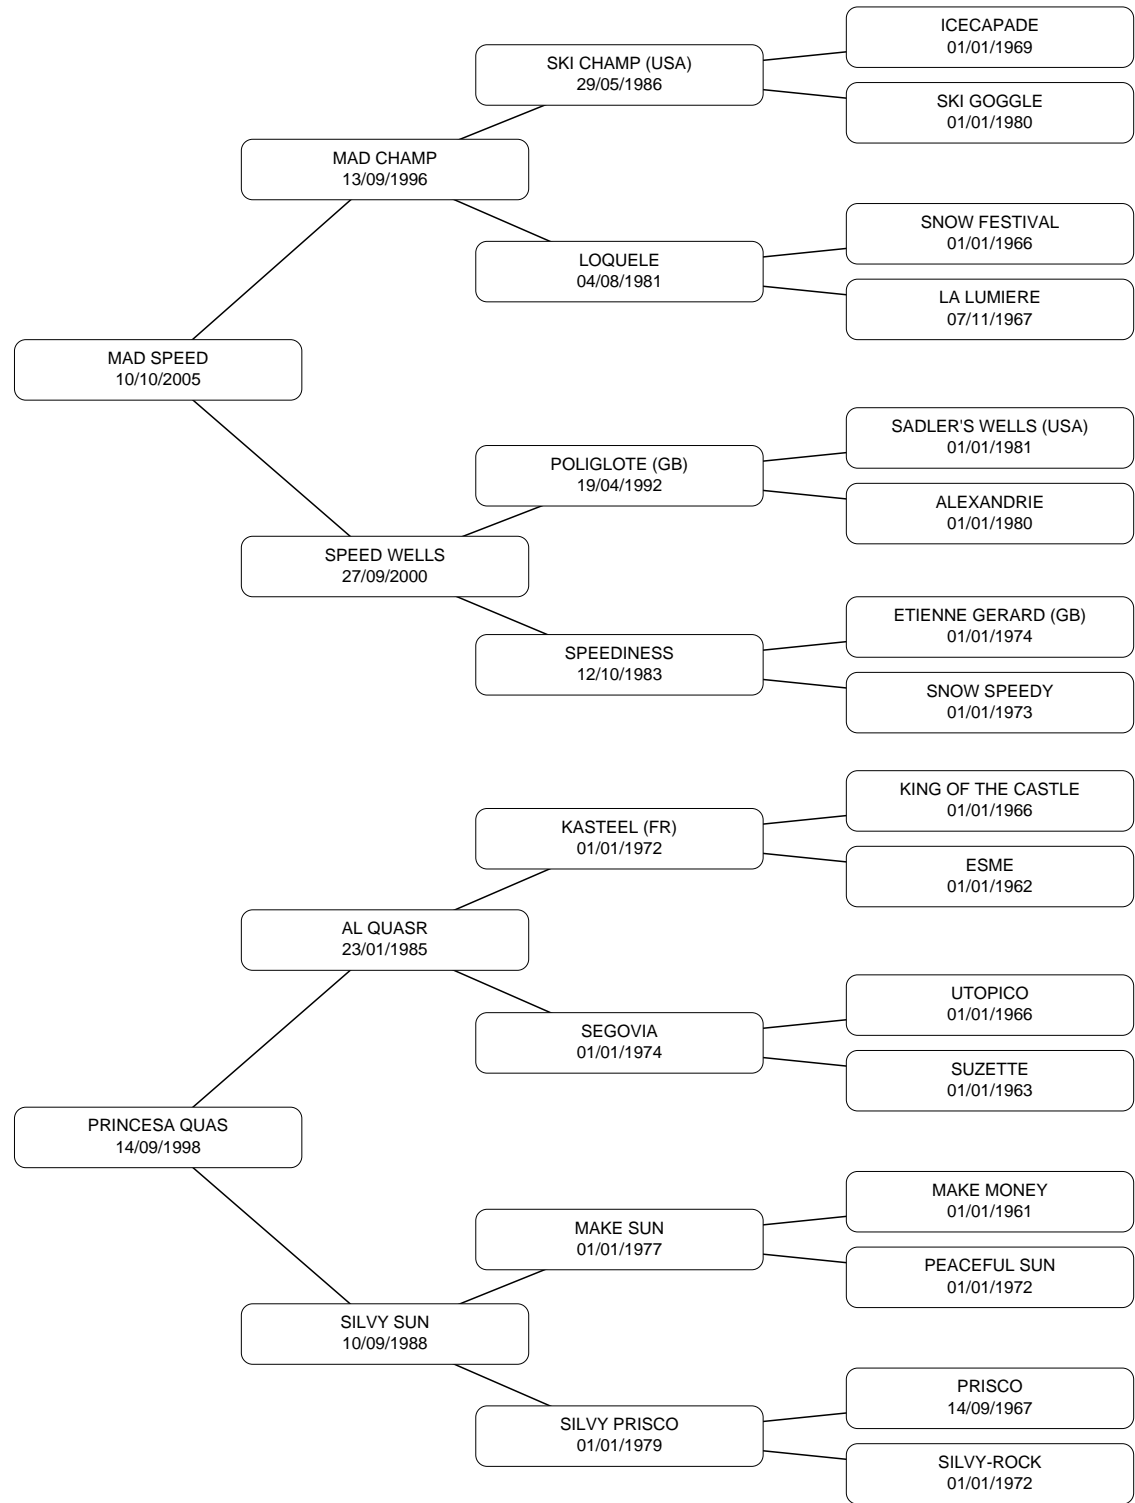 ICECAPADE
01/01/1969
SKI CHAMP (USA)
29/05/1986
SKI GOGGLE
01/01/1980
MAD CHAMP
13/09/1996
SNOW FESTIVAL
01/01/1966
LOQUELE
04/08/1981
LA LUMIERE
07/11/1967
MAD SPEED
10/10/2005
SADLER'S WELLS (USA)
01/01/1981
POLIGLOTE (GB)
19/04/1992
ALEXANDRIE
01/01/1980
SPEED WELLS
27/09/2000
ETIENNE GERARD (GB)
01/01/1974
SPEEDINESS
12/10/1983
SNOW SPEEDY
01/01/1973
KING OF THE CASTLE
01/01/1966
KASTEEL (FR)
01/01/1972
ESME
01/01/1962
AL QUASR
23/01/1985
UTOPICO
01/01/1966
SEGOVIA
01/01/1974
SUZETTE
01/01/1963
PRINCESA QUAS
14/09/1998
MAKE MONEY
01/01/1961
MAKE SUN
01/01/1977
PEACEFUL SUN
01/01/1972
SILVY SUN
10/09/1988
PRISCO
14/09/1967
SILVY PRISCO
01/01/1979
SILVY-ROCK
01/01/1972